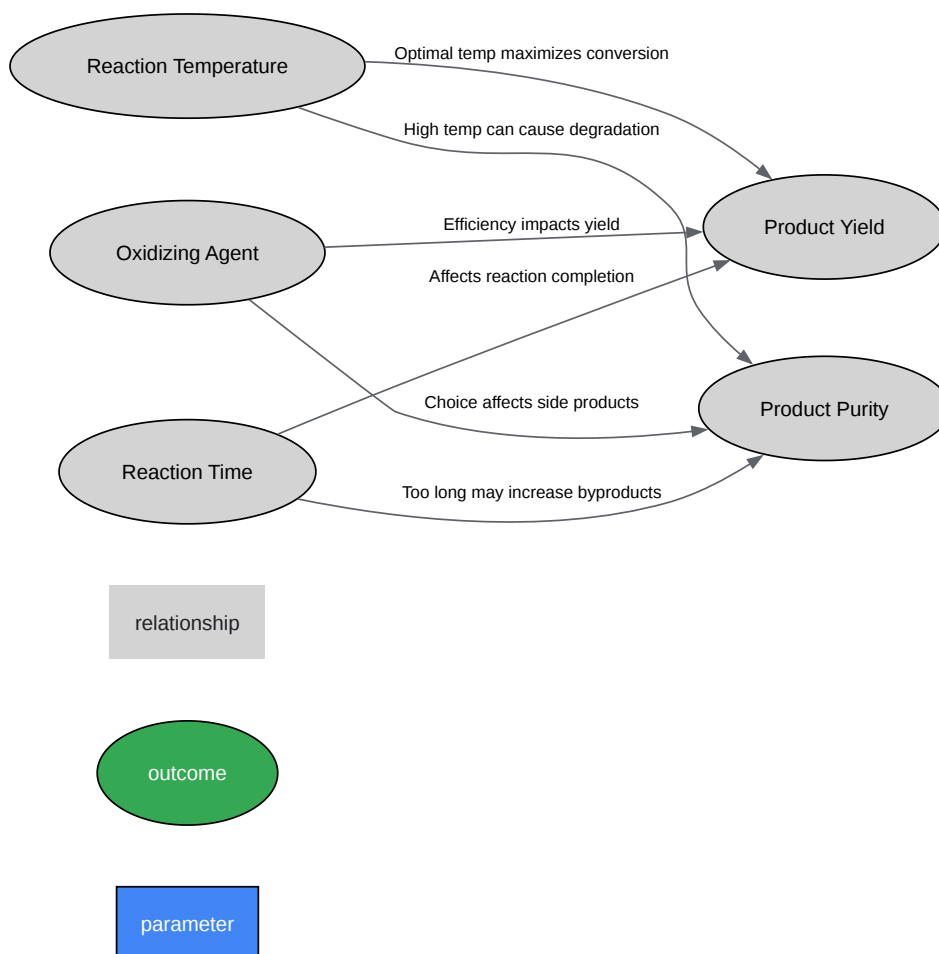 Reaction Temperature
Optimal temp maximizes conversion
High temp can cause degradation
Oxidizing Agent
Efficiency impacts yield
Product Yield
Affects reaction completion
Choice affects side products
Product Purity
Reaction Time
Too long may increase byproducts
relationship
outcome
parameter